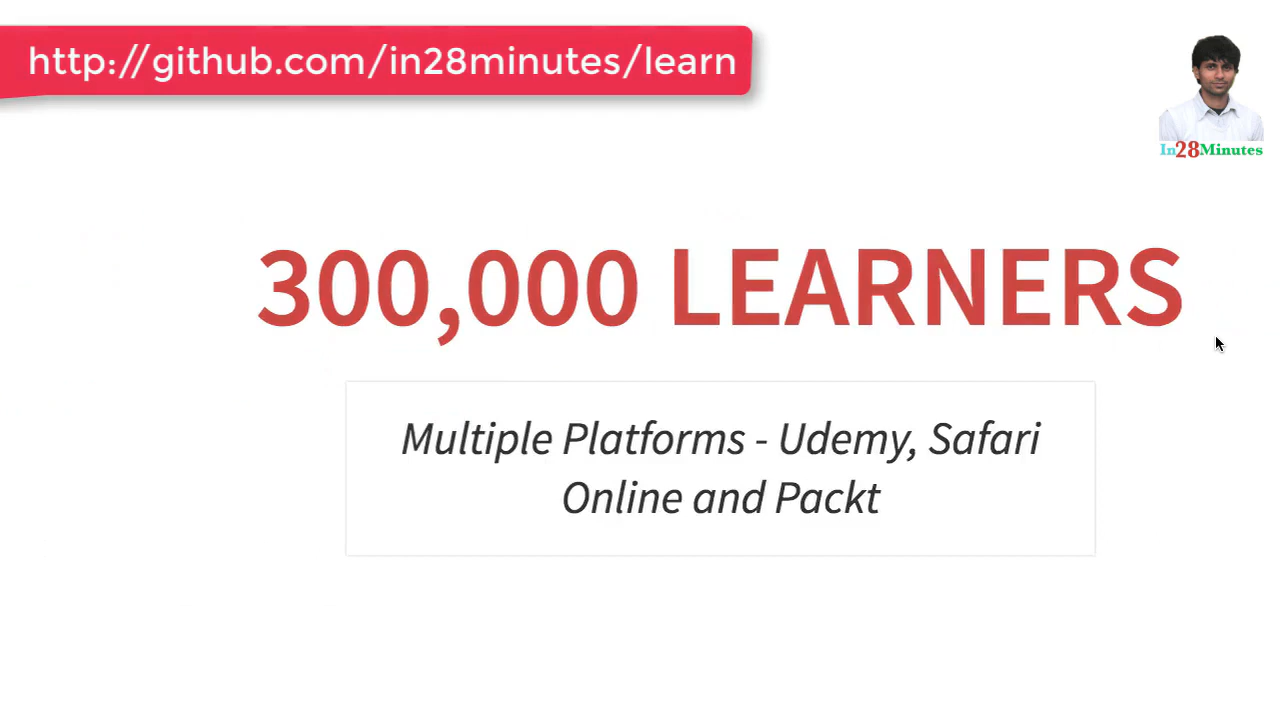 http://github.com/in28minutes/learn
In28Minutes
300,000 LEARNERS
Multiple Platforms - Udemy, Safari
Online and Packt